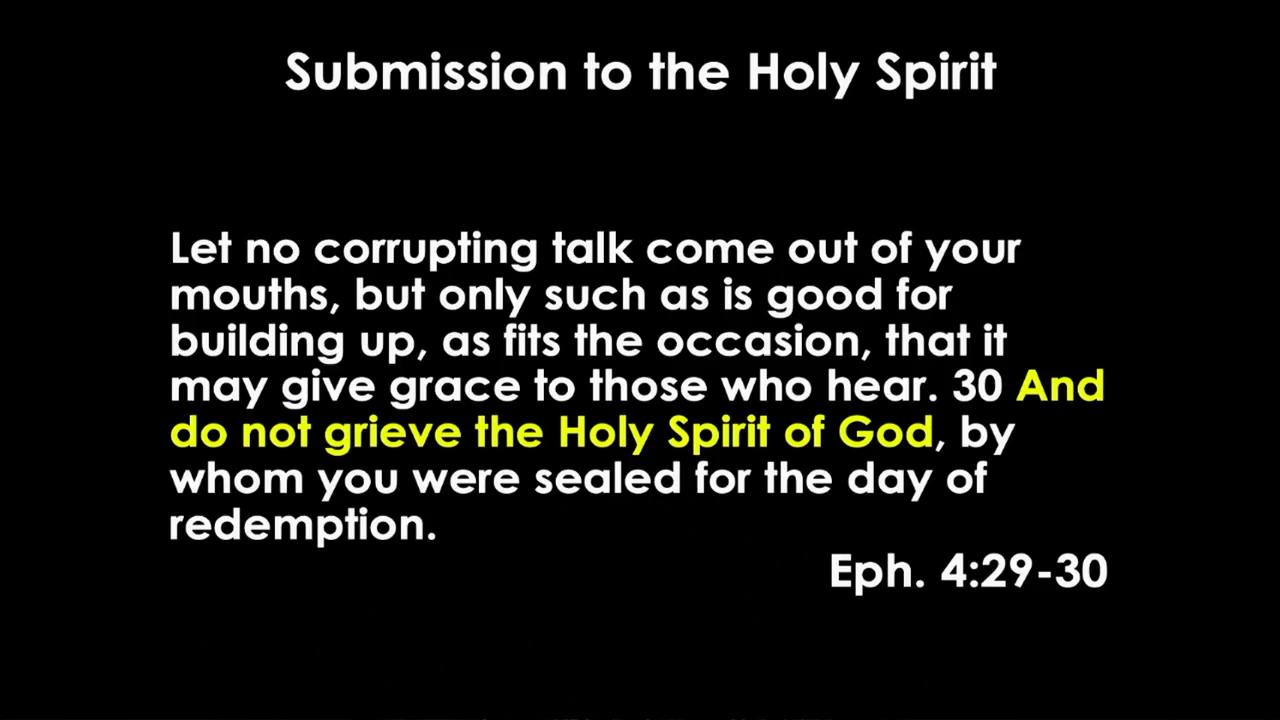 Submission to the Holy Spirit
Let no corrupting talk come out of your
mouths, but only such as is good for
building up, as fits the occasion, that it
may give grace to those who hear. 30 And
do not grieve the Holy Spirit of God, by
whom you were sealed for the day of
redemption.
Eph. 4:29-30